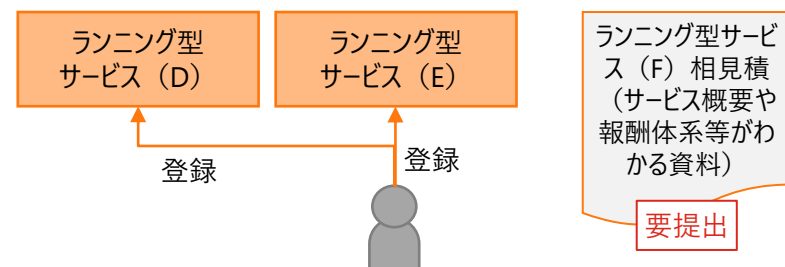 ランニング型
サービス（D）
ランニング型
サービス（E）
登録
登録
ランニング型サービ
ス（F）相見積
（サービス概要や
報酬体系等がわ
かる資料）
要提出